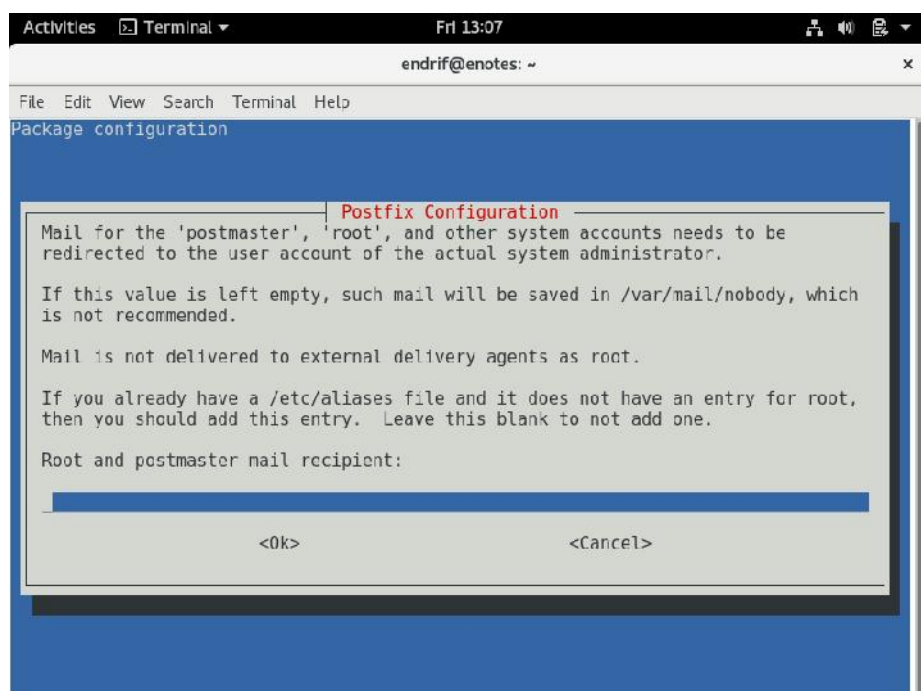 Activities Terminal Fri 13:07
endrif@enotes: ~ ×
File Edit View Search Terminal Help
Package configuration
Postfix Configuration
Mail for the 'postmaster', 'root', and other system accounts needs to be
redirected to the user account of the actual system administrator.
If this value is left empty, such mail will be saved in /var/mail/nobody, which
is not recommended.
Mail is not delivered to external delivery agents as root.
If you already have a /etc/aliases file and it does not have an entry for root,
then you should add this entry.  Leave this blank to not add one.
Root and postmaster mail recipient:
<Ok> <Cancel>